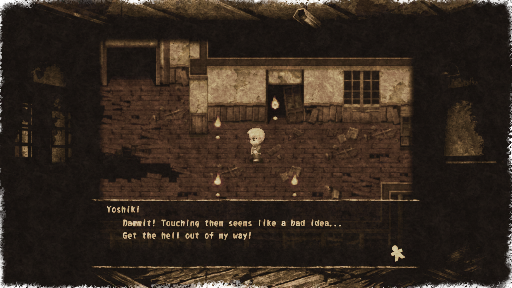 Yoshiki
Dammit! Touching them seems like a bad idea...
Get the hell out of my way!